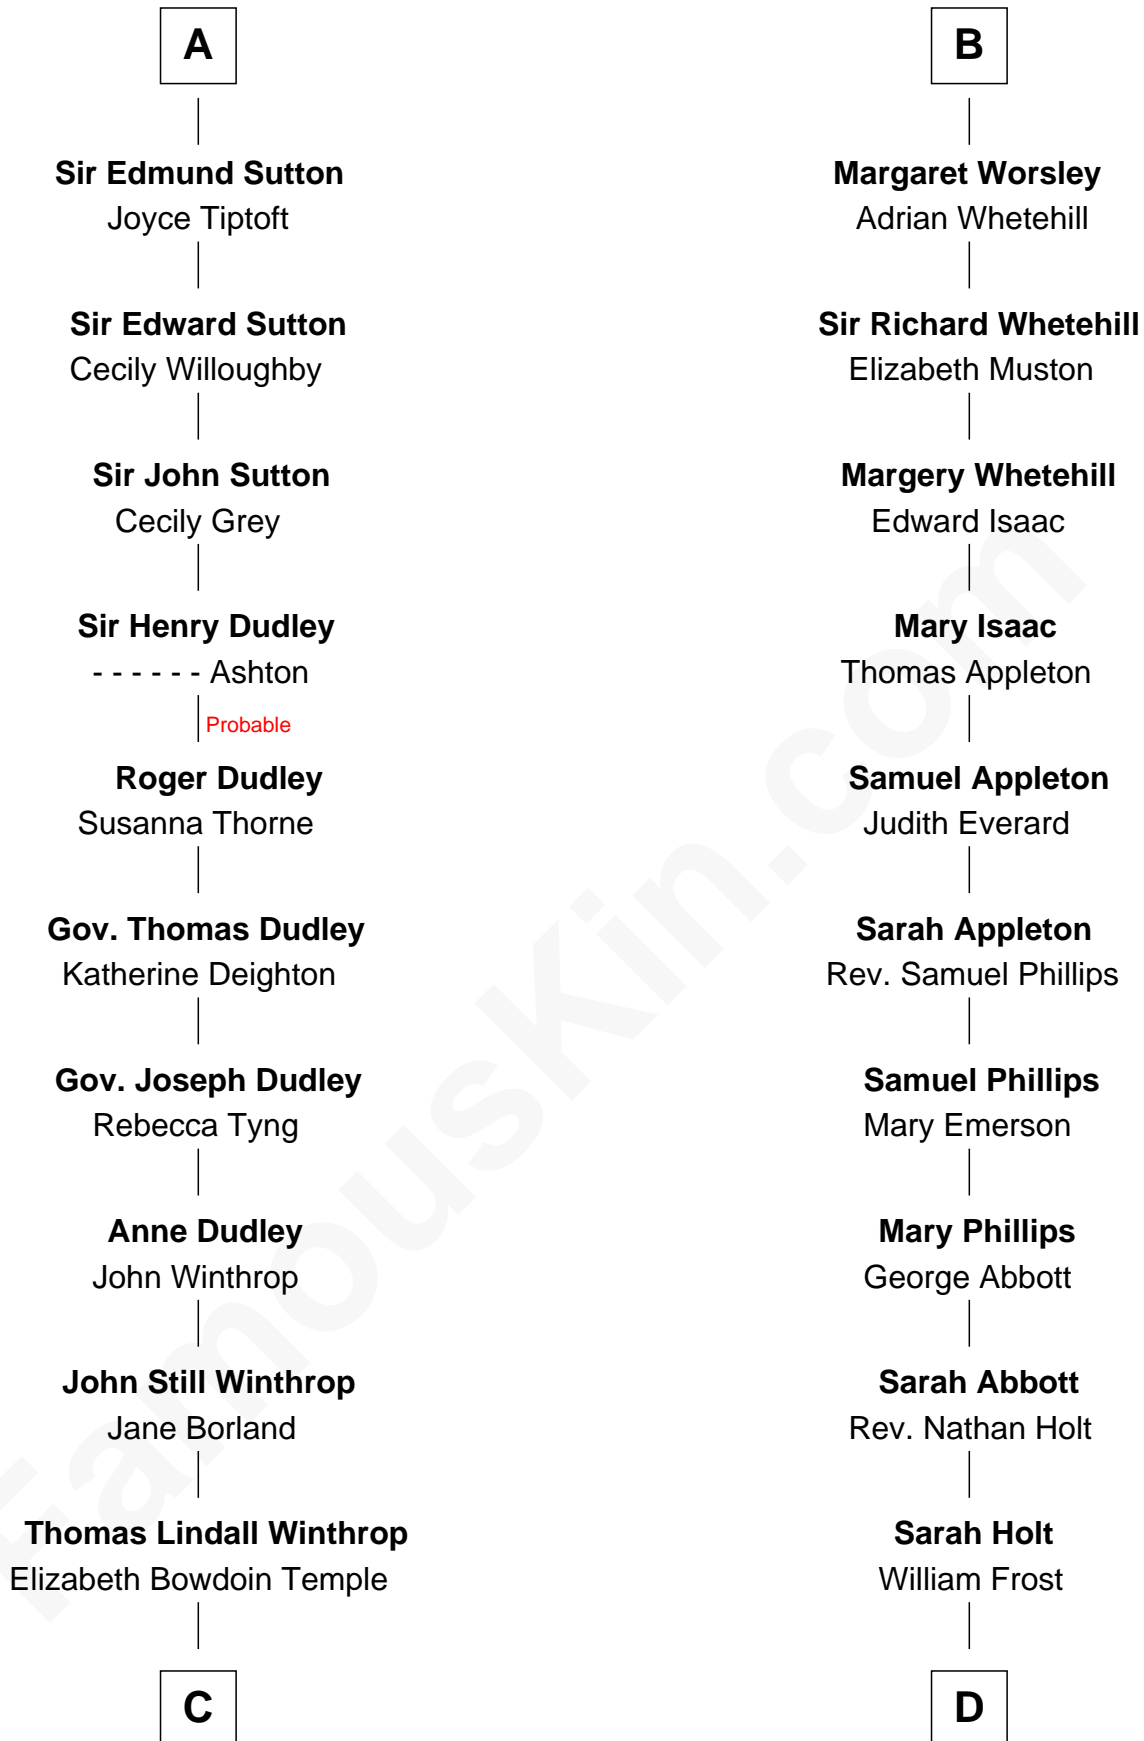 A
Sir Edmund Sutton
Joyce Tiptoft
Sir Edward Sutton
Cecily Willoughby
Sir John Sutton
Cecily Grey
Sir Henry Dudley
- - - - - - Ashton
Probable
Roger Dudley
Susanna Thorne
Gov. Thomas Dudley
Katherine Deighton
Gov. Joseph Dudley
Rebecca Tyng
Anne Dudley
John Winthrop
John Still Winthrop
Jane Borland
Thomas Lindall Winthrop
Elizabeth Bowdoin Temple
C
B
Margaret Worsley
Adrian Whetehill
Sir Richard Whetehill
Elizabeth Muston
Margery Whetehill
Edward Isaac
Mary Isaac
Thomas Appleton
Samuel Appleton
Judith Everard
Sarah Appleton
Rev. Samuel Phillips
Samuel Phillips
Mary Emerson
Mary Phillips
George Abbott
Sarah Abbott
Rev. Nathan Holt
Sarah Holt
William Frost
D
FamousKin.com